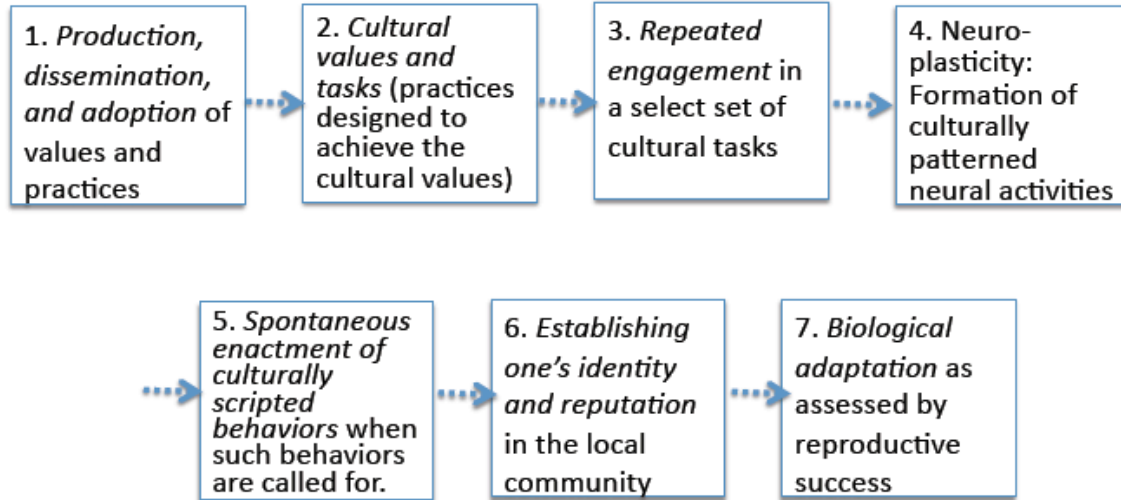 1. Production,
dissemination,
and adoption of
values and
practices
2. Cultural
values and
tasks (practices
designed to
achieve the
cultural values)
3. Repeated
engagement in
a select set of
cultural tasks
4. Neuro-
plasticity:
Formation of
culturally
patterned
neural activities
5. Spontaneous
enactment of
culturally
scripted
behaviors when
such behaviors
are called for.
6. Establishing
one’s identity
and reputation
in the local
community
7. Biological
adaptation as
assessed by
reproductive
success